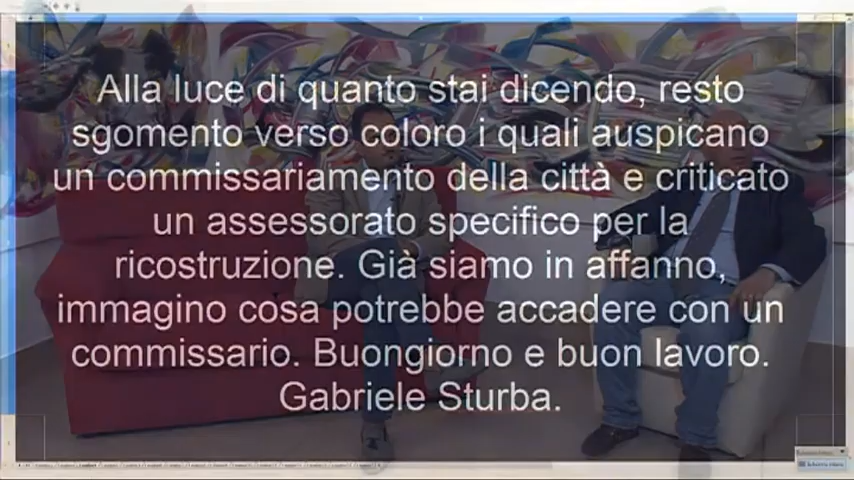 Alla luce di quanto stai dicendo, resto
sgomento verso coloro i quali auspicano
un commissariamento della città e criticato
un assessorato specifico per la
ricostruzione. Già siamo in affanno,
immagino cosa potrebbe accadere con un
commissario. Buongiorno e buon lavoro.
Gabriele Sturba.